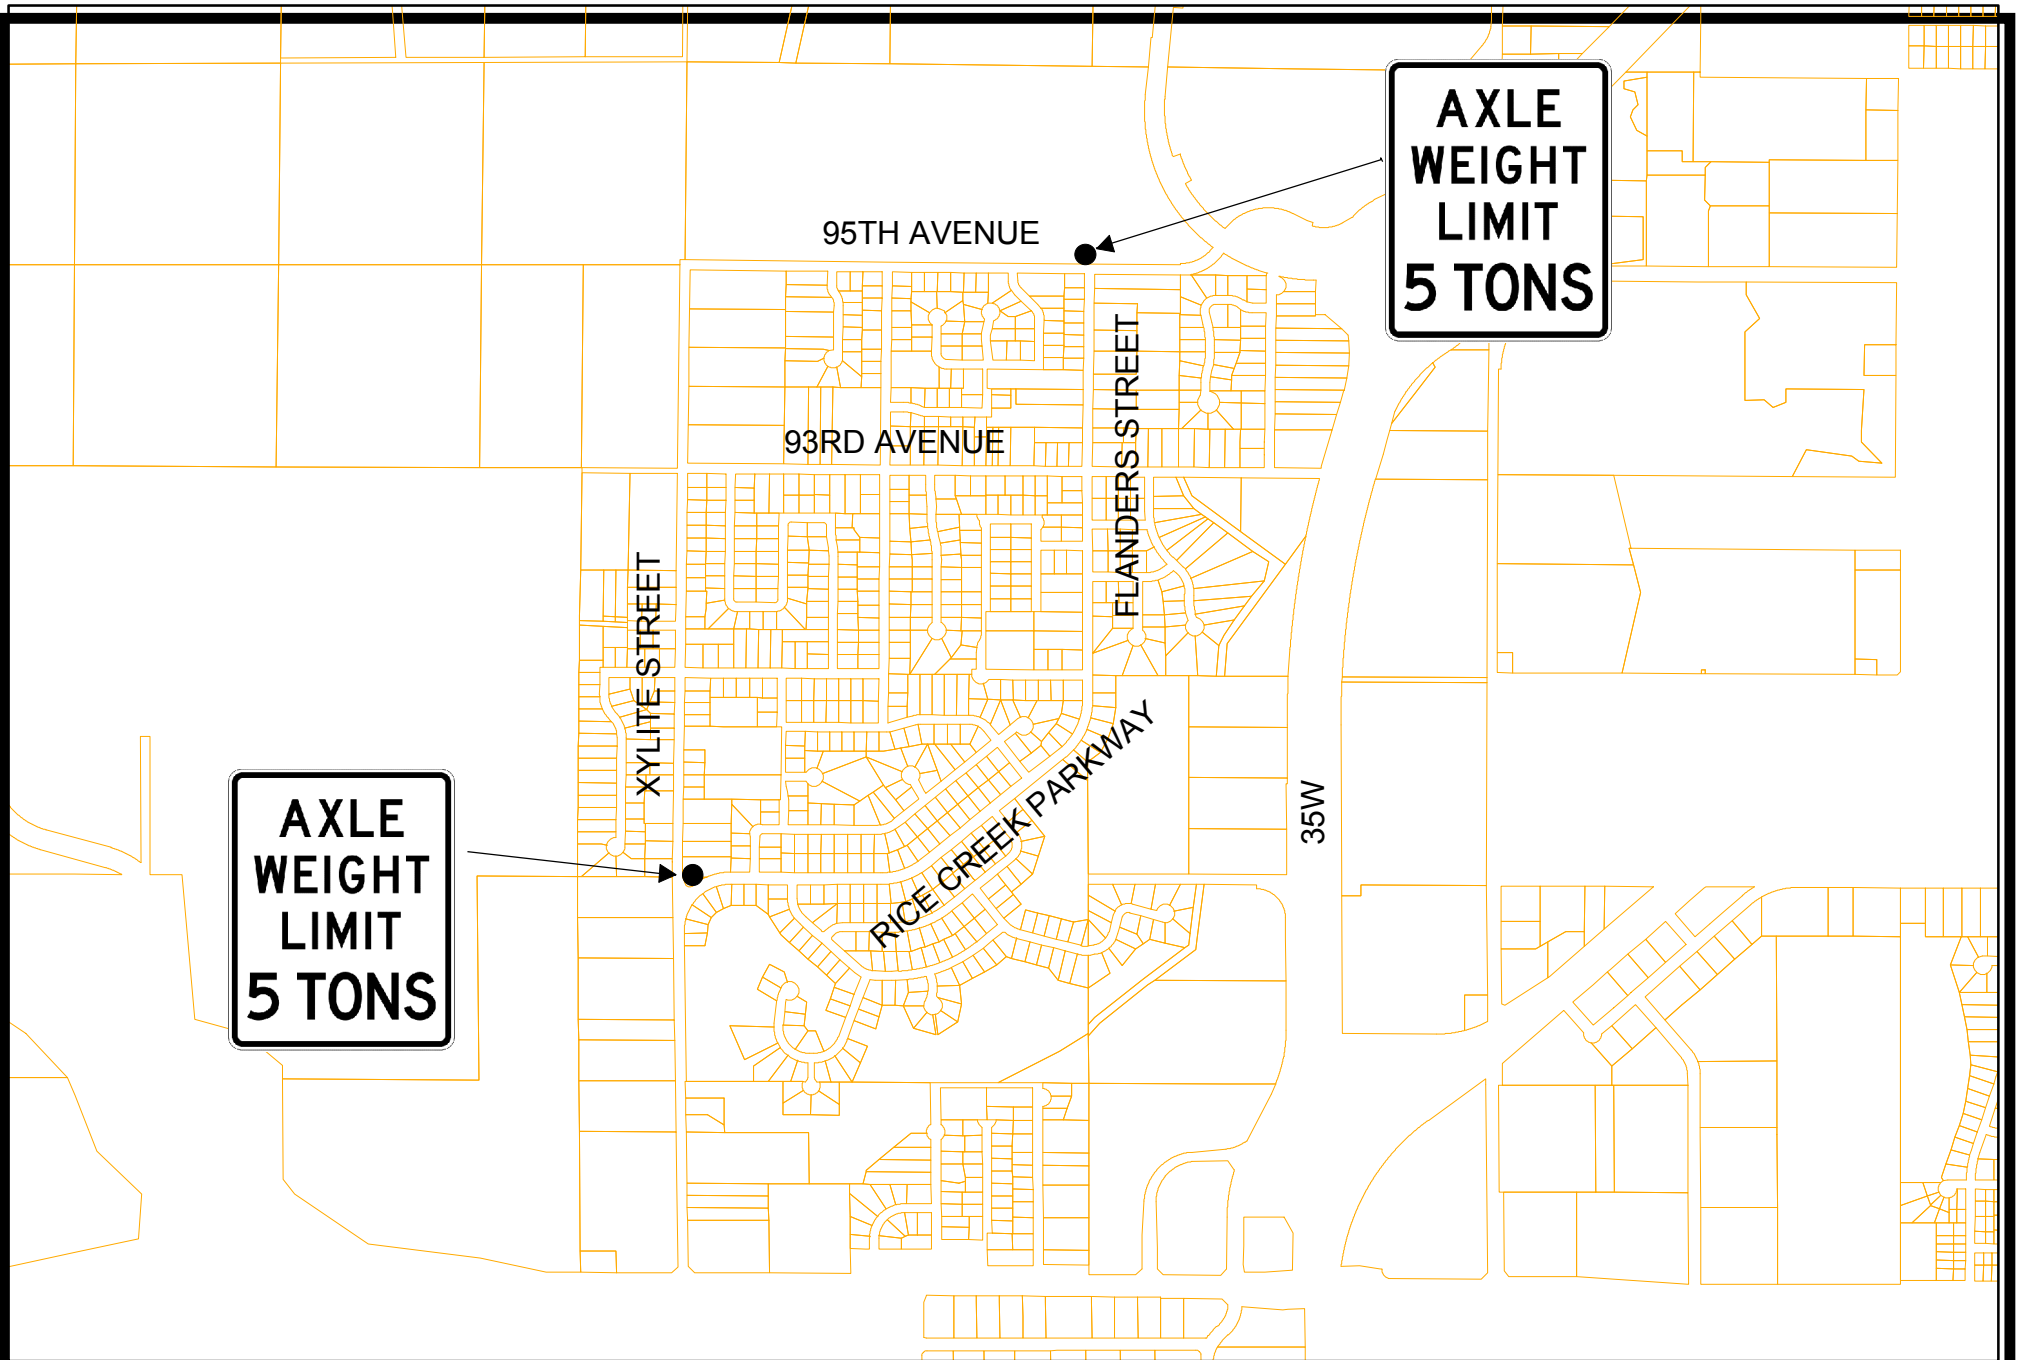 AXLE
WEIGHT
LIMIT
5 TONS
95TH AVENUE
FLANDERS STREET
93RD AVENUE
XYLITE STREET
RICE CREEK PARKWAY
35W
AXLE
WEIGHT
LIMIT
5 TONS